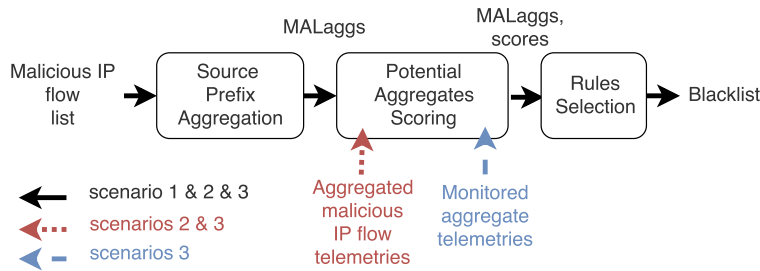 MALaggs
MALaggs,
scores
Malicious IP
flow
list
Source
Prefix
Aggregation
Potential
Aggregates
Scoring
Rules
Selection
Blacklist
Aggregated
malicious
IP flow
telemetries
Monitored
aggregate
telemetries
scenario 1 & 2 & 3
scenarios 2 & 3
scenarios 3